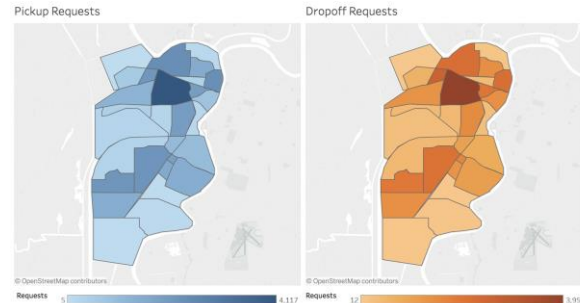 Pickup Requests
Dropoff Requests
© OpenStreetMap contributors
© OpenStreetMap contributors
Requests 5 4,117
Requests 12